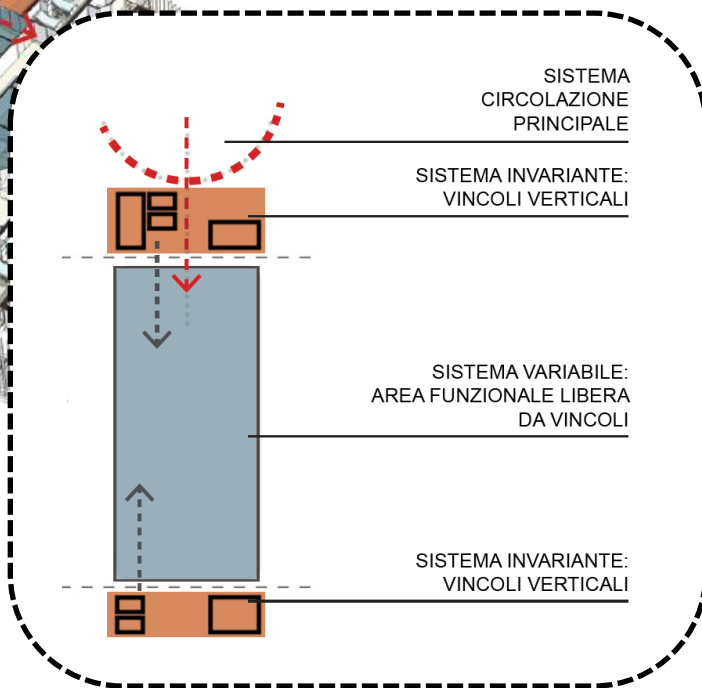 SISTEMA
CIRCOLAZIONE
PRINCIPALE
SISTEMA INVARIANTE:
VINCOLI VERTICALI
SISTEMA VARIABILE:
AREA FUNZIONALE LIBERA
DA VINCOLI
SISTEMA INVARIANTE:
VINCOLI VERTICALI